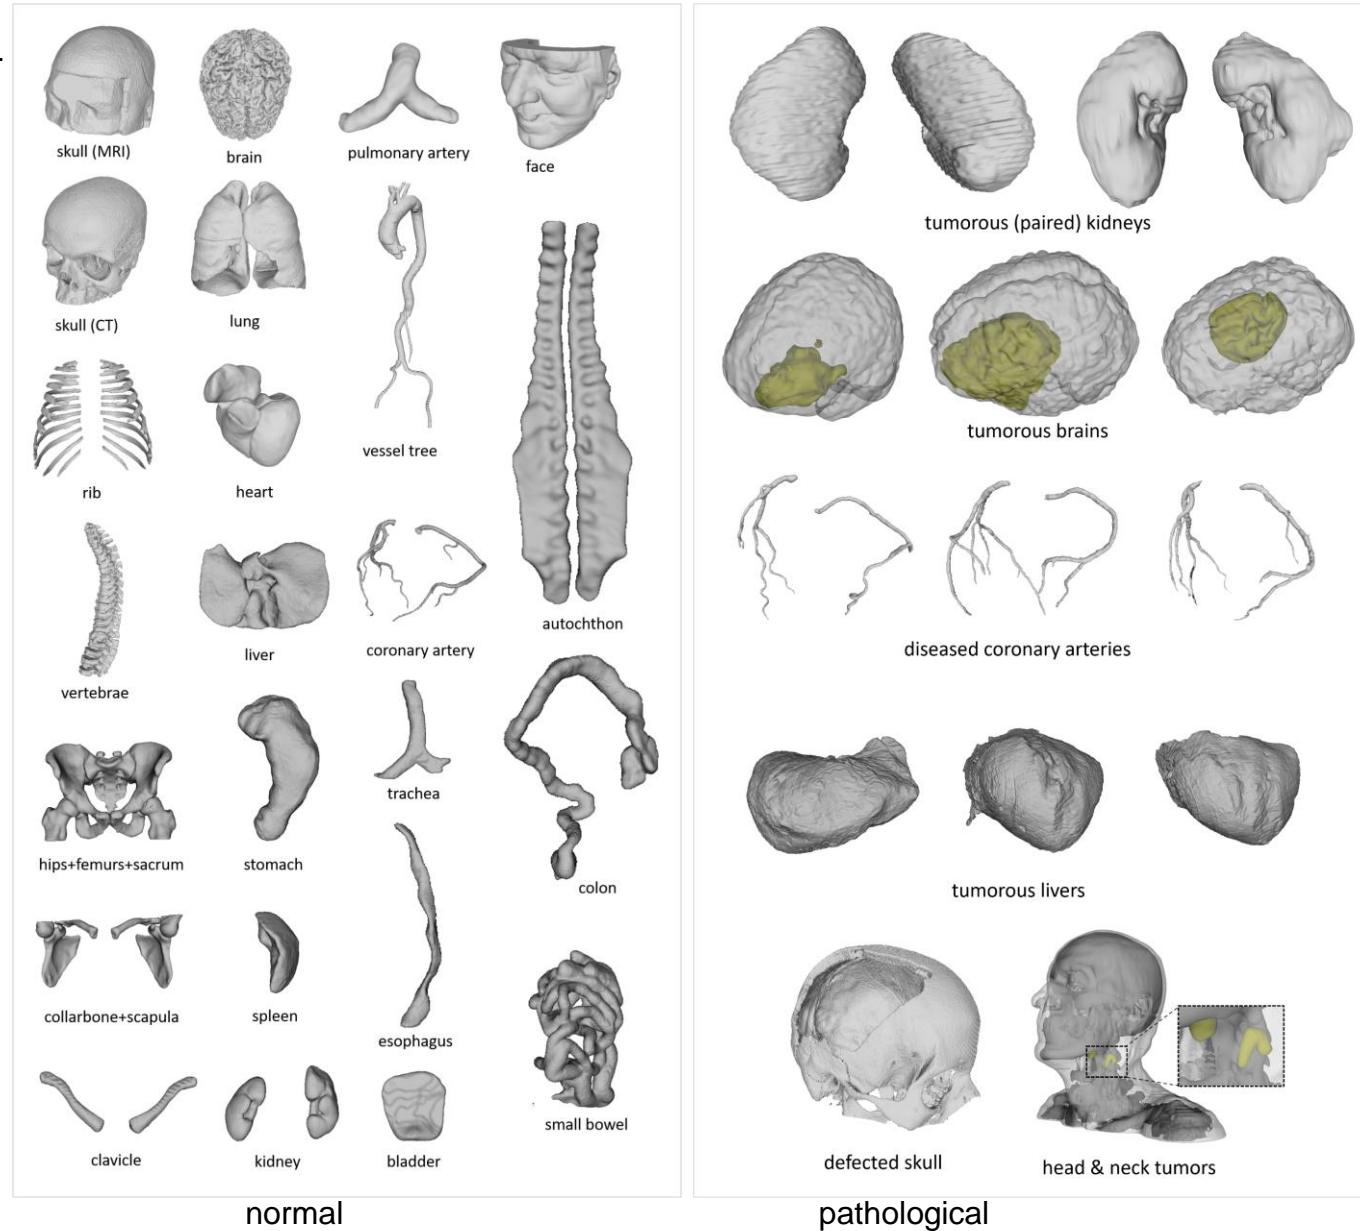 skull (MRI)
brain
pulmonary artery
face
skull (CT)
lung
vessel tree
rib
heart
autochthon
vertebrae
liver
coronary artery
hips+femurs+sacrum
stomach
trachea
colon
collarbone+scapula
spleen
esophagus
small bowel
clavicle
kidney
bladder
normal
tumorous (paired) kidneys
tumorous brains
diseased coronary arteries
tumorous livers
defected skull
head & neck tumors
pathological